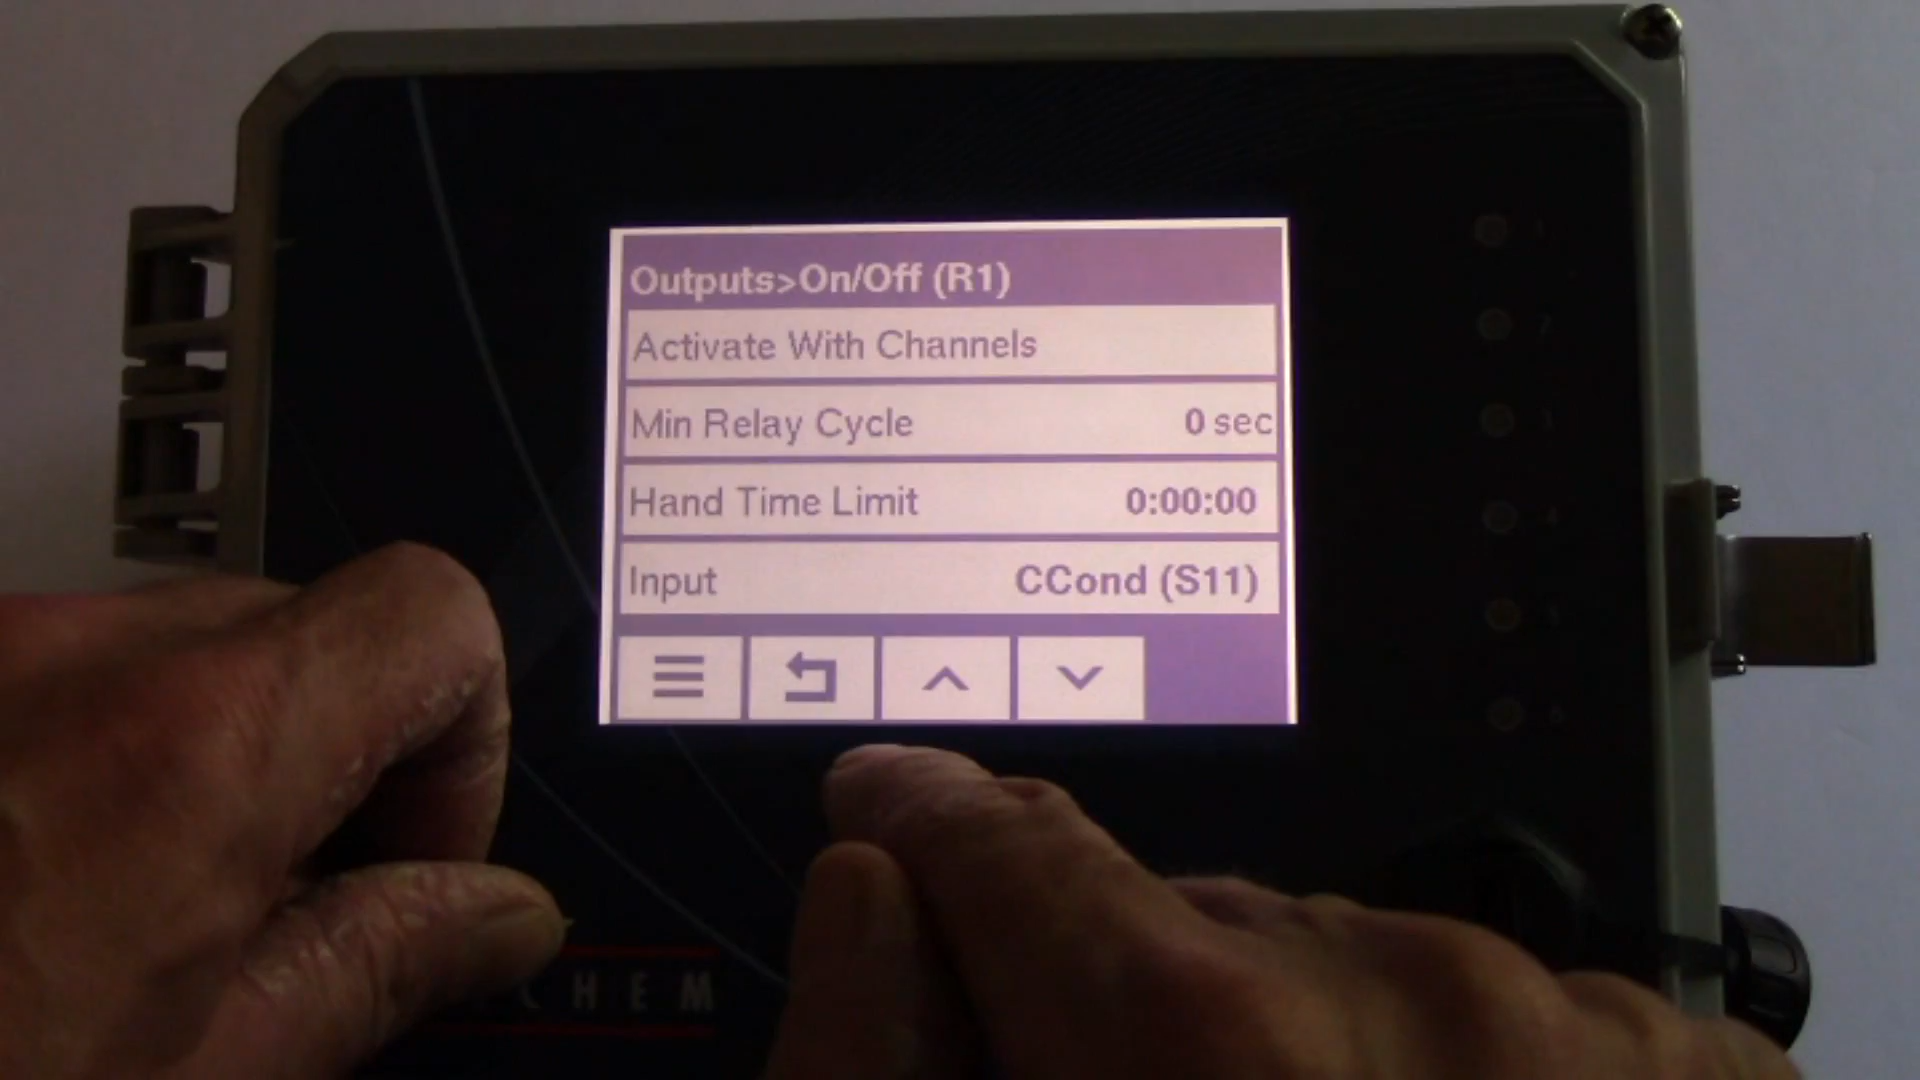 Outputs>On/Off (R1)
Activate With Channels
Min Relay Cycle 0 sec
Hand Time Limit 0:00:00
Input CCond (S11)
CHEM